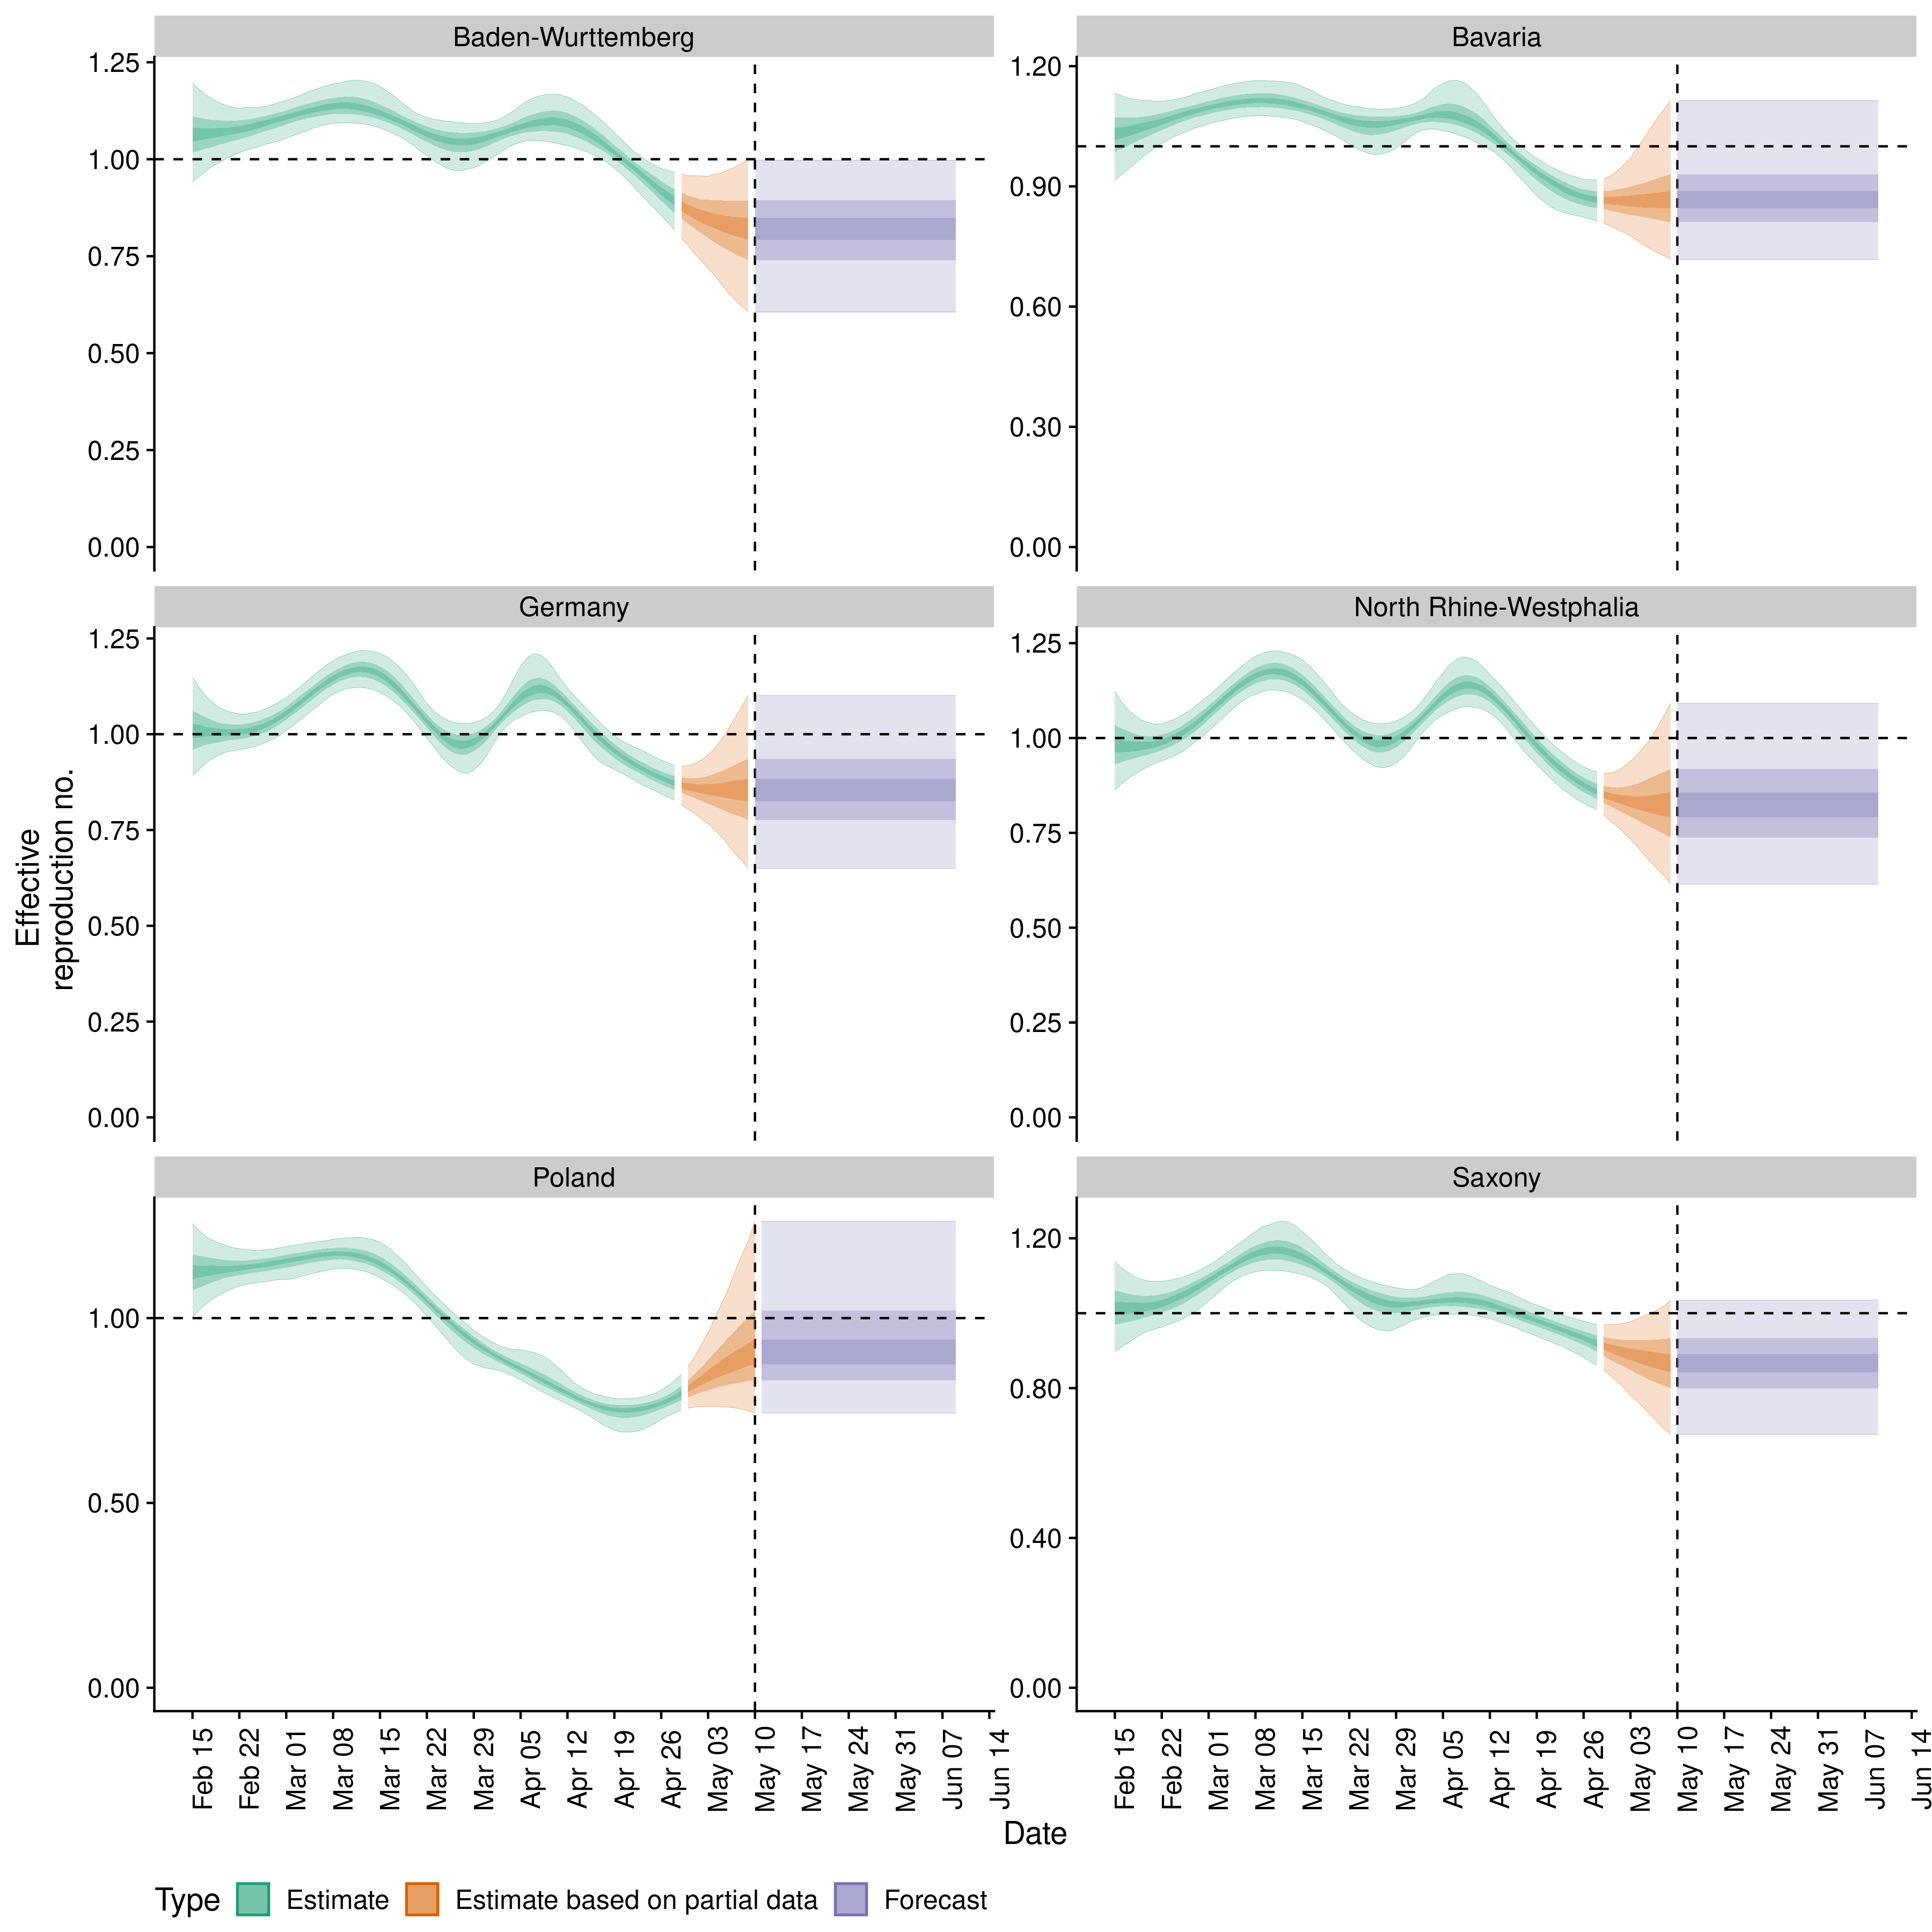 Baden-Wurttemberg
1.25
1.00
0.75
0.50
0.25
0.00
Bavaria
1.20
0.90
0.60
0.30
0.00
Germany
1.25
1.00
0.75
0.50
0.25
0.00
North Rhine-Westphalia
1.25
1.00
0.75
0.50
0.25
0.00
Effective
reproduction no.
Poland
1.00
0.50
0.00
Saxony
1.20
0.80
0.40
0.00
Feb 15
Feb 22
Mar 01
Mar 08
Mar 15
Mar 22
Mar 29
Apr 05
Apr 12
Apr 19
Apr 26
May 03
May 10
May 17
May 24
May 31
Jun 07
Jun 14
Feb 15
Feb 22
Mar 01
Mar 08
Mar 15
Mar 22
Mar 29
Apr 05
Apr 12
Apr 19
Apr 26
May 03
May 10
May 17
May 24
May 31
Jun 07
Jun 14
Date
Type Estimate Estimate based on partial data Forecast